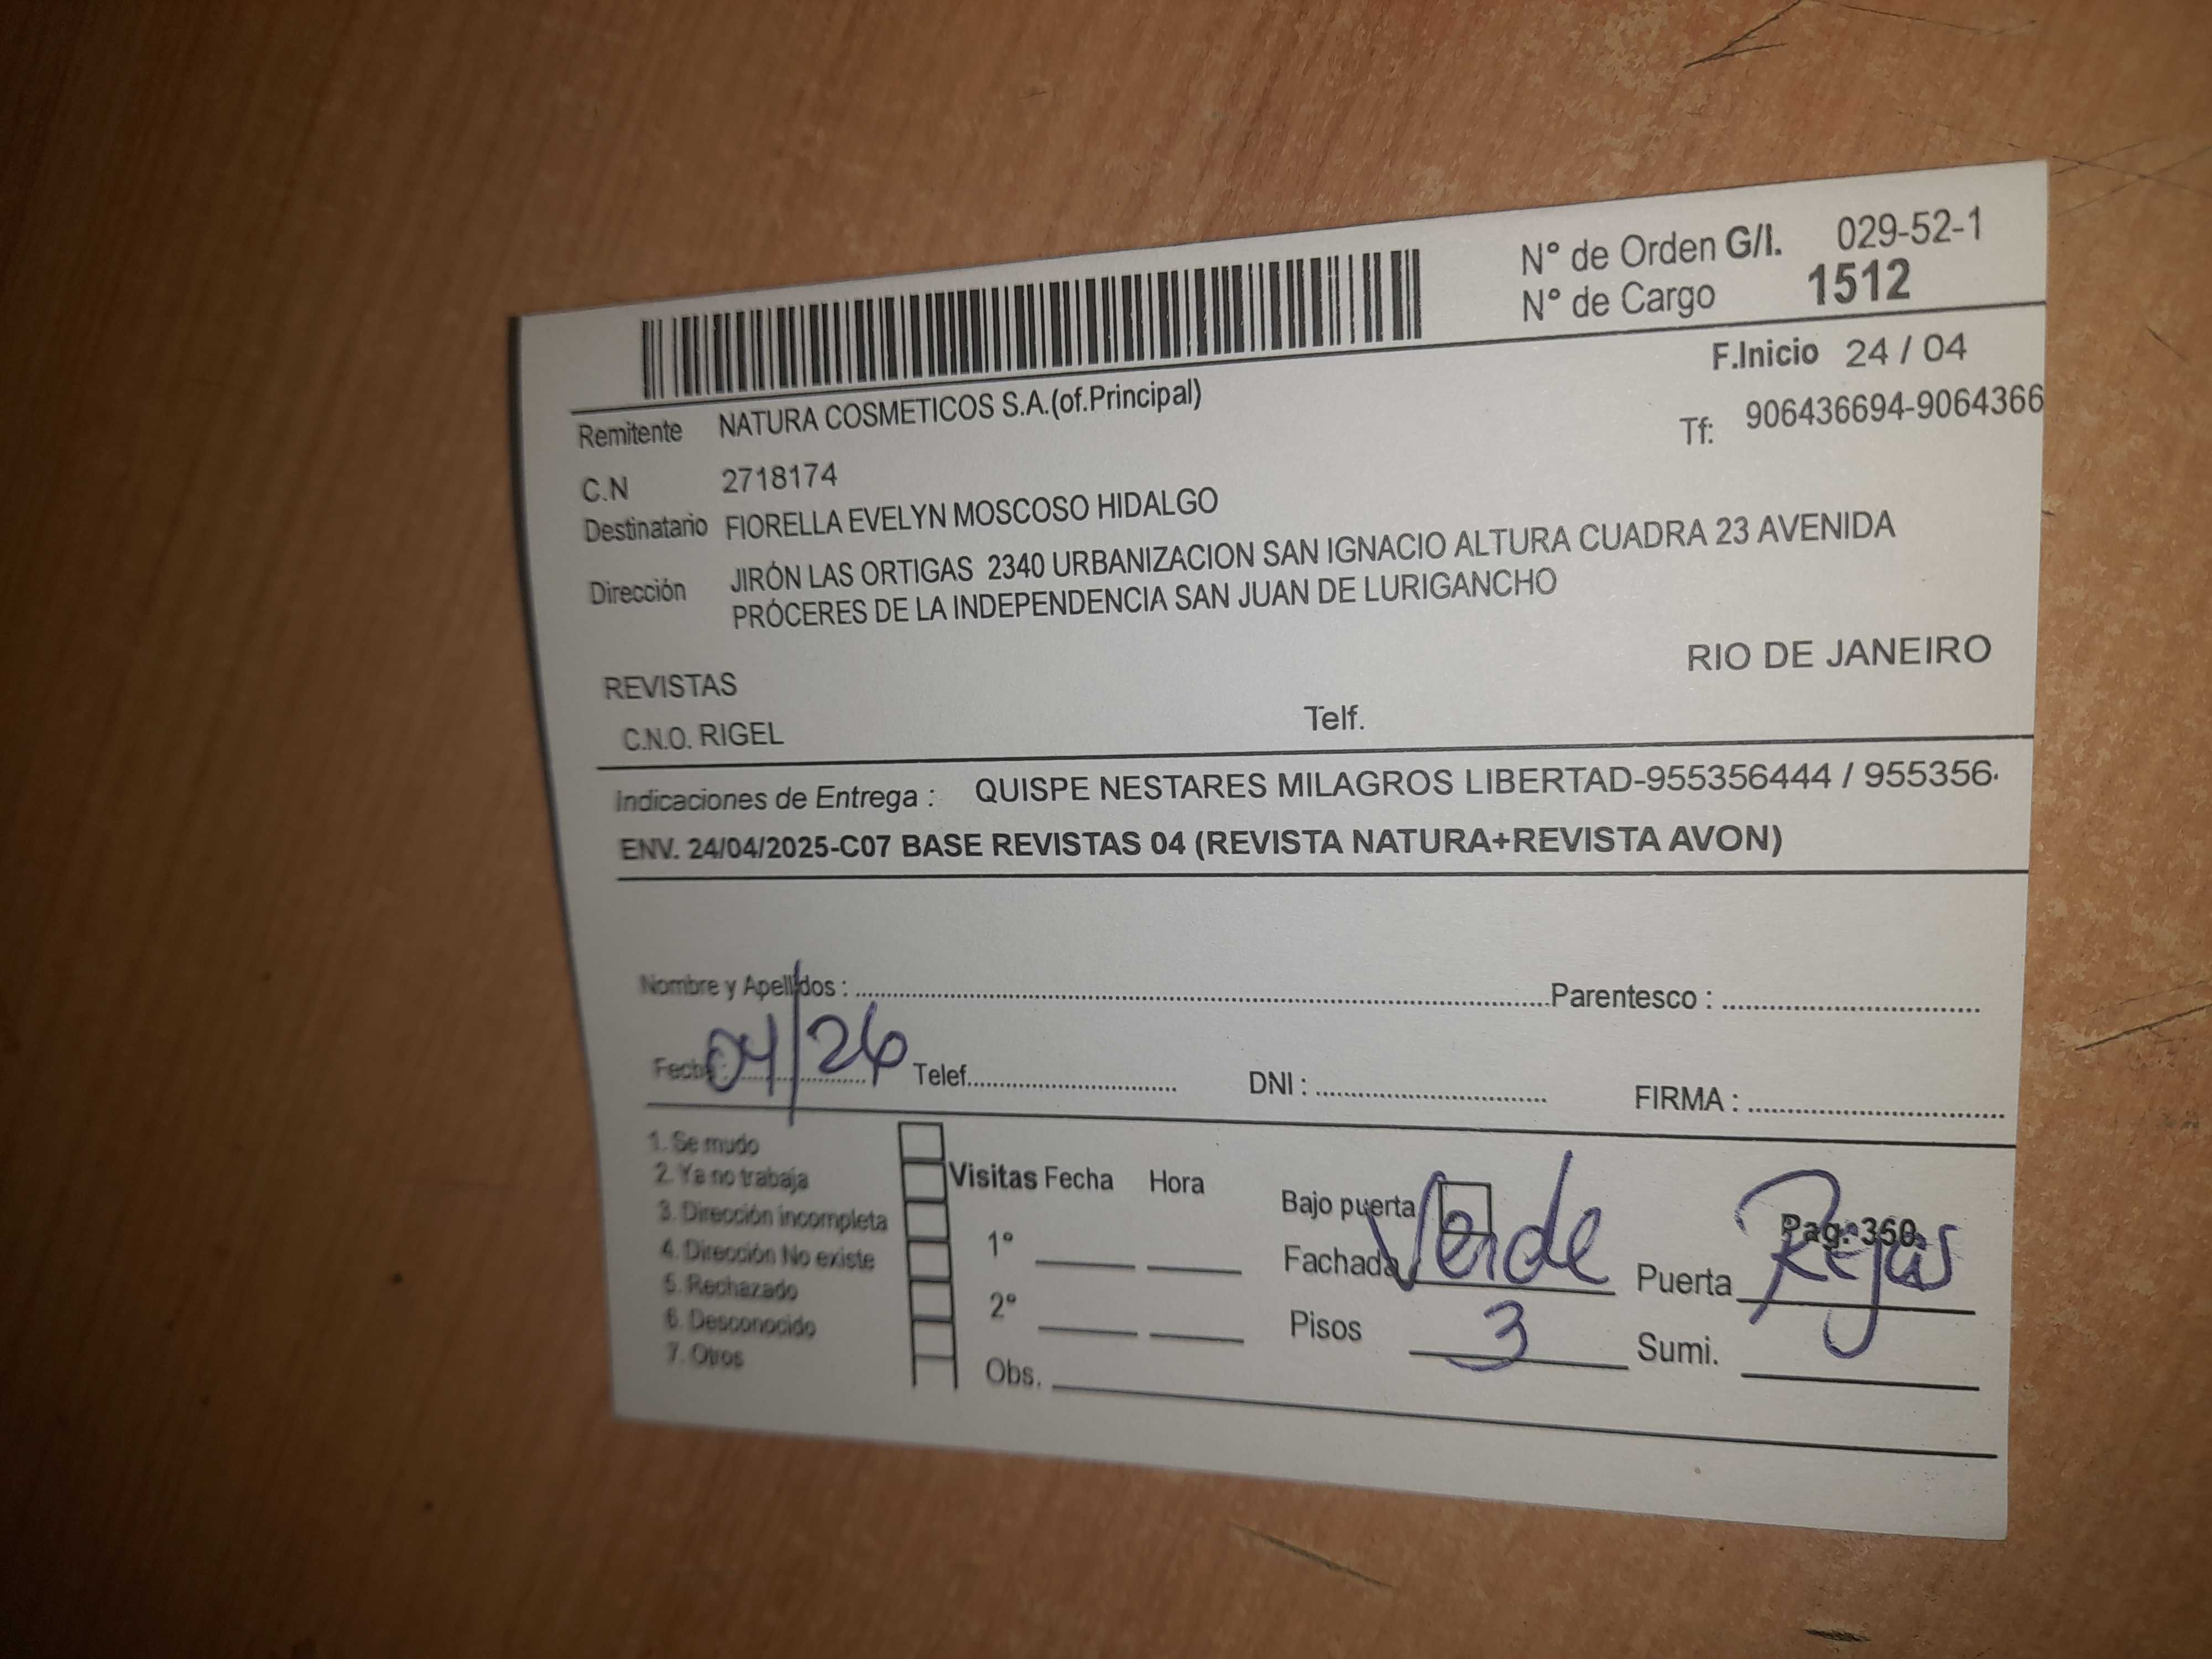 N° de Orden G/I. 029-52-1
N° de Cargo 1512
F.Inicio 24 / 04
Remitente NATURA COSMETICOS S.A.(of.Principal)
Tf: 906436694-9064366
C.N 2718174
Destinatario FIORELLA EVELYN MOSCOSO HIDALGO
Dirección JIRÓN LAS ORTIGAS 2340 URBANIZACION SAN IGNACIO ALTURA CUADRA 23 AVENIDA
PRÓCERES DE LA INDEPENDENCIA SAN JUAN DE LURIGANCHO
RIO DE JANEIRO
REVISTAS
C.N.O. RIGEL Telf.
Indicaciones de Entrega : QUISPE NESTARES MILAGROS LIBERTAD-955356444 / 955356
ENV. 24/04/2025-C07 BASE REVISTAS 04 (REVISTA NATURA+REVISTA AVON)
Nombre y Apellidos : Parentesco :
Fecha : 04/26 Telef. DNI : FIRMA :
1. Se mudo
2. Ya no trabaja
3. Dirección incompleta
4. Dirección No existe
5. Rechazado
6. Desconocido
7. Otros
Visitas Fecha Hora
1°
2°
Obs.
Bajo puerta
Pag. 360
Fachada Verde Puerta Rejas
Pisos 3 Sumi.